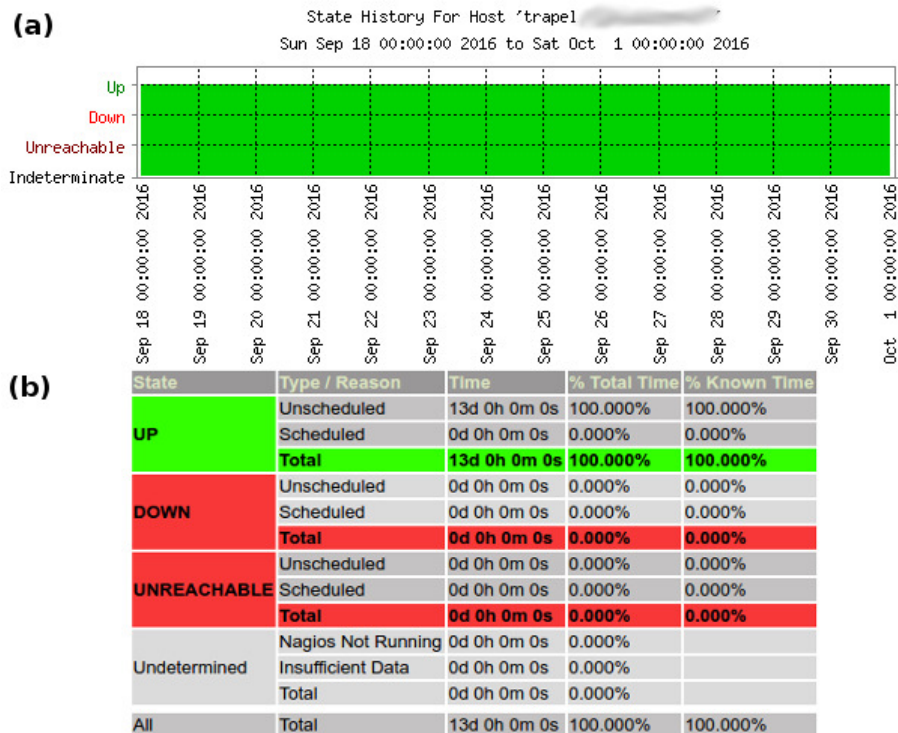 (a)
State History For Host 'trapel '
Sun Sep 18 00:00:00 2016 to Sat Oct 1 00:00:00 2016
Up
Down
Unreachable
Indeterminate
Sep 18 00:00:00 2016
Sep 19 00:00:00 2016
Sep 20 00:00:00 2016
Sep 21 00:00:00 2016
Sep 22 00:00:00 2016
Sep 23 00:00:00 2016
Sep 24 00:00:00 2016
Sep 25 00:00:00 2016
Sep 26 00:00:00 2016
Sep 27 00:00:00 2016
Sep 28 00:00:00 2016
Sep 29 00:00:00 2016
Sep 30 00:00:00 2016
Oct 1 00:00:00 2016
(b)
State Type / Reason Time % Total Time % Known Time
UP
Unscheduled 13d 0h 0m 0s 100.000% 100.000%
Scheduled 0d 0h 0m 0s 0.000% 0.000%
Total 13d 0h 0m 0s 100.000% 100.000%
DOWN
Unscheduled 0d 0h 0m 0s 0.000% 0.000%
Scheduled 0d 0h 0m 0s 0.000% 0.000%
Total 0d 0h 0m 0s 0.000% 0.000%
UNREACHABLE
Unscheduled 0d 0h 0m 0s 0.000% 0.000%
Scheduled 0d 0h 0m 0s 0.000% 0.000%
Total 0d 0h 0m 0s 0.000% 0.000%
Undetermined
Nagios Not Running 0d 0h 0m 0s 0.000%
Insufficient Data 0d 0h 0m 0s 0.000%
Total 0d 0h 0m 0s 0.000%
All Total 13d 0h 0m 0s 100.000% 100.000%